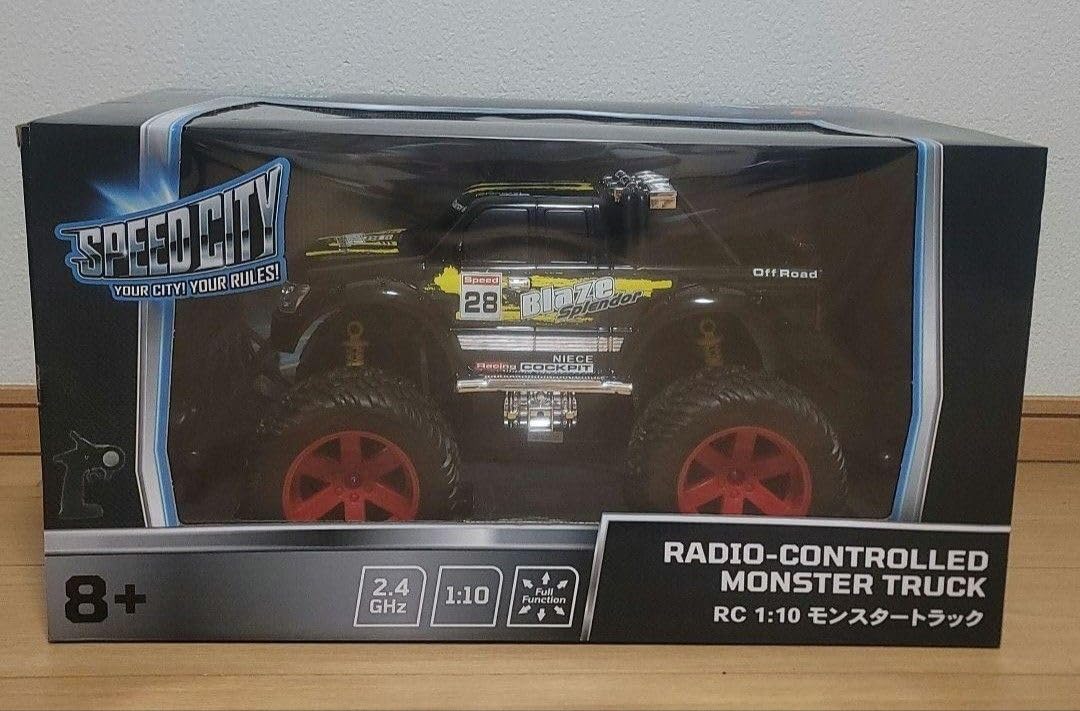 SPEED CITY
YOUR CITY! YOUR RULES!
Speed
28
Blaze
Splendor
Off Road
NIECE
Racing COCKPIT
8+
2.4
GHz
1:10
Full
Function
RADIO-CONTROLLED
MONSTER TRUCK
RC 1:10 モンスタートラック